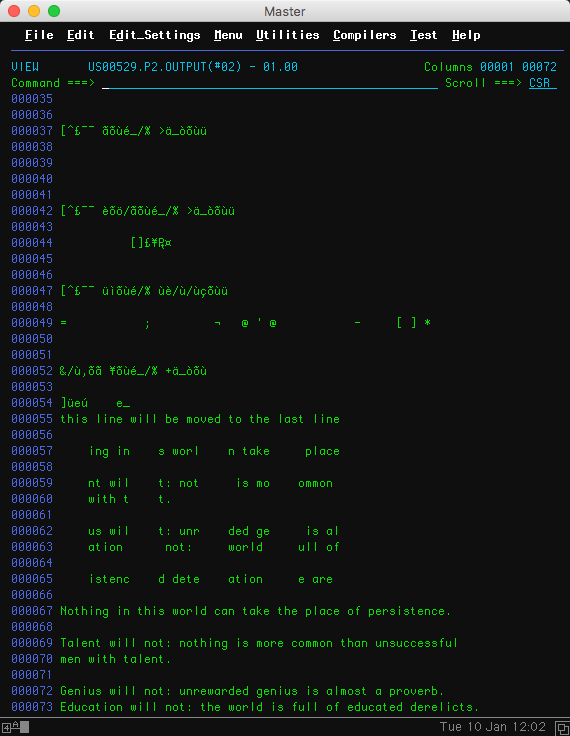 Master
File Edit Edit_Settings Menu Utilities Compilers Test Help
VIEW US00529.P2.OUTPUT(#02) - 01.00 Columns 00001 00072
Command ===> Scroll ===> CSR
000035
000036
000037 [^£¯¯ ãõùé_/% >ä_òõùü
000038
000039
000040
000041
000042 [^£¯¯ èõö/ãõùé_/% >ä_òõùü
000043
000044 []£¥Ʀ¤
000045
000046
000047 [^£¯¯ üìõùé/% ùè/ù/ùçõùü
000048
000049 = ; ¬ @ ' @ - [ ] *
000050
000051
000052 &/ù,õã ¥õùé_/% +ä_òõù
000053
000054 ]üeú e_
000055 this line will be moved to the last line
000056
000057 ing in s worl n take place
000058
000059 nt wil t: not is mo ommon
000060 with t t.
000061
000062 us wil t: unr ded ge is al
000063 ation not: world ull of
000064
000065 istenc d dete ation e are
000066
000067 Nothing in this world can take the place of persistence.
000068
000069 Talent will not: nothing is more common than unsuccessful
000070 men with talent.
000071
000072 Genius will not: unrewarded genius is almost a proverb.
000073 Education will not: the world is full of educated derelicts.
4 A
Tue 10 Jan 12:02